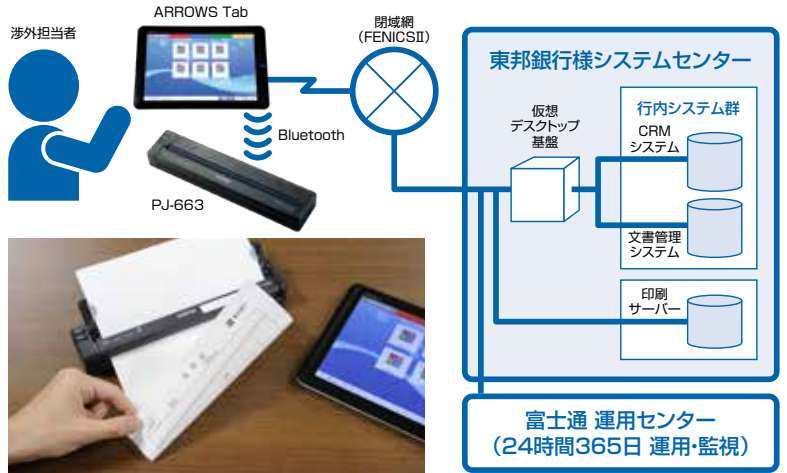 渉外担当者
ARROWS Tab
閉域網
（FENICSⅡ）
Bluetooth
PJ-663
東邦銀行様システムセンター
仮想
デスクトップ
基盤
行内システム群
CRM
システム
文書管理
システム
印刷
サーバー
富士通 運用センター
（24時間365日 運用・監視）